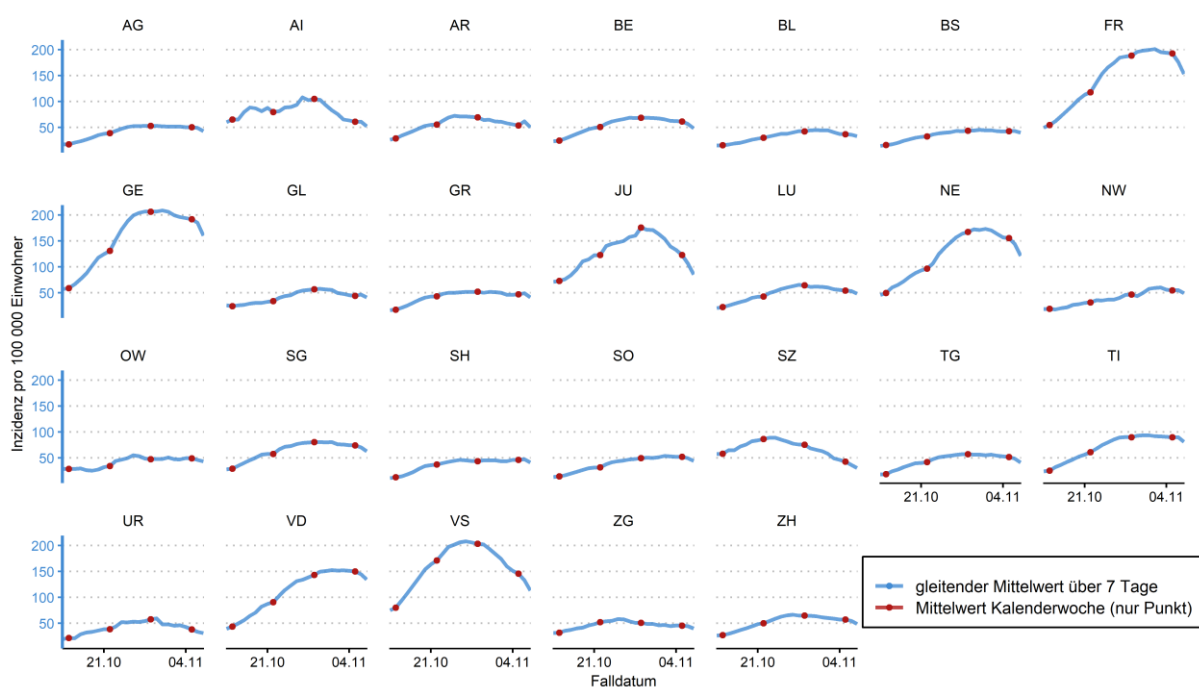 AG AI AR BE BL BS FR
200
150
100
50
GE GL GR JU LU NE NW
200
150
100
50
OW SG SH SO SZ TG TI
200
150
100
50
21.10 04.11 21.10 04.11
UR VD VS ZG ZH
200
150
100
50
21.10 04.11 21.10 04.11 21.10 04.11 21.10 04.11 21.10 04.11
Inzidenz pro 100 000 Einwohner
Falldatum
gleitender Mittelwert über 7 Tage
Mittelwert Kalenderwoche (nur Punkt)